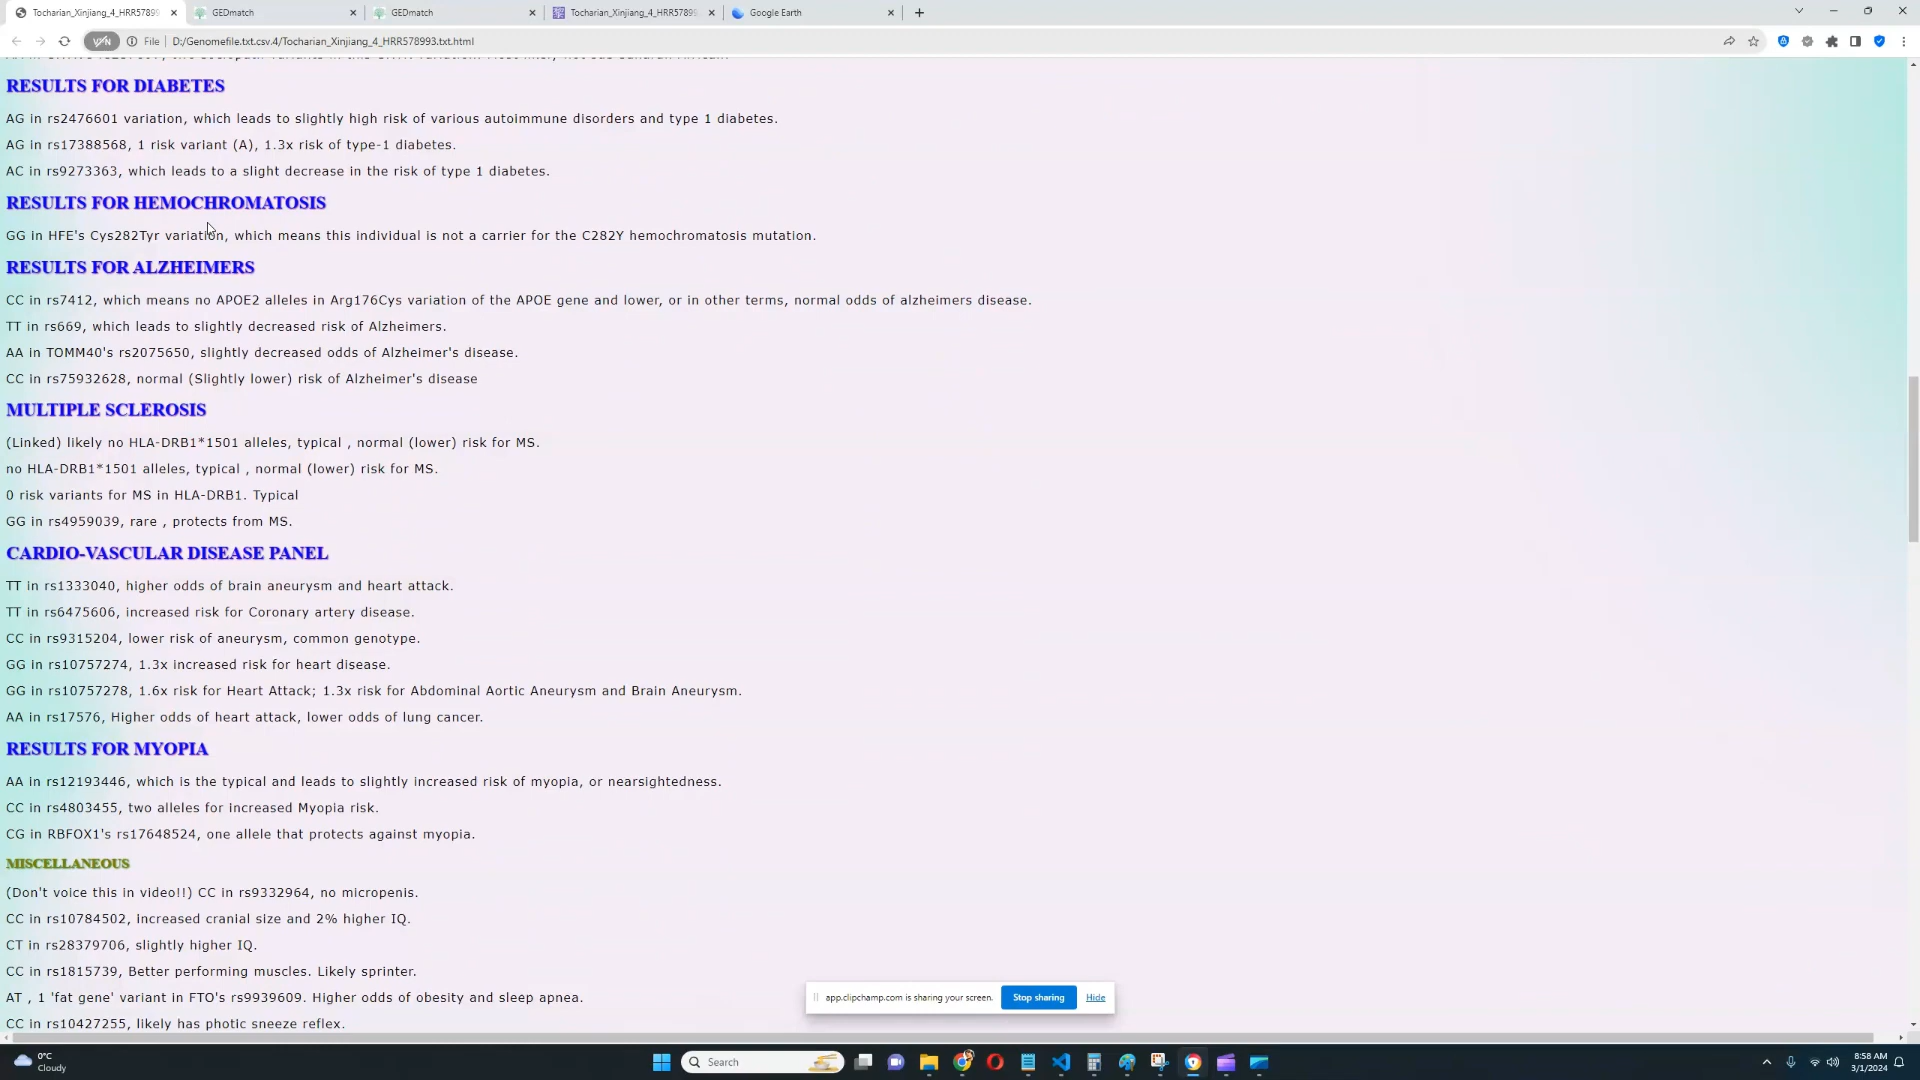 Tocharian_Xinjiang_4_HRR57899
GEDmatch
GEDmatch
Tocharian_Xinjiang_4_HRR57899
Google Earth
VPN
File
D:/Genomefile.txt.csv.4/Tocharian_Xinjiang_4_HRR578993.txt.html
RESULTS FOR DIABETES
AG in rs2476601 variation, which leads to slightly high risk of various autoimmune disorders and type 1 diabetes.
AG in rs17388568, 1 risk variant (A), 1.3x risk of type-1 diabetes.
AC in rs9273363, which leads to a slight decrease in the risk of type 1 diabetes.
RESULTS FOR HEMOCHROMATOSIS
GG in HFE's Cys282Tyr variation, which means this individual is not a carrier for the C282Y hemochromatosis mutation.
RESULTS FOR ALZHEIMERS
CC in rs7412, which means no APOE2 alleles in Arg176Cys variation of the APOE gene and lower, or in other terms, normal odds of alzheimers disease.
TT in rs669, which leads to slightly decreased risk of Alzheimers.
AA in TOMM40's rs2075650, slightly decreased odds of Alzheimer's disease.
CC in rs75932628, normal (Slightly lower) risk of Alzheimer's disease
MULTIPLE SCLEROSIS
(Linked) likely no HLA-DRB1*1501 alleles, typical , normal (lower) risk for MS.
no HLA-DRB1*1501 alleles, typical , normal (lower) risk for MS.
0 risk variants for MS in HLA-DRB1. Typical
GG in rs4959039, rare , protects from MS.
CARDIO-VASCULAR DISEASE PANEL
TT in rs1333040, higher odds of brain aneurysm and heart attack.
TT in rs6475606, increased risk for Coronary artery disease.
CC in rs9315204, lower risk of aneurysm, common genotype.
GG in rs10757274, 1.3x increased risk for heart disease.
GG in rs10757278, 1.6x risk for Heart Attack; 1.3x risk for Abdominal Aortic Aneurysm and Brain Aneurysm.
AA in rs17576, Higher odds of heart attack, lower odds of lung cancer.
RESULTS FOR MYOPIA
AA in rs12193446, which is the typical and leads to slightly increased risk of myopia, or nearsightedness.
CC in rs4803455, two alleles for increased Myopia risk.
CG in RBFOX1's rs17648524, one allele that protects against myopia.
MISCELLANEOUS
(Don't voice this in video!!) CC in rs9332964, no micropenis.
CC in rs10784502, increased cranial size and 2% higher IQ.
CT in rs28379706, slightly higher IQ.
CC in rs1815739, Better performing muscles. Likely sprinter.
AT , 1 'fat gene' variant in FTO's rs9939609. Higher odds of obesity and sleep apnea.
CC in rs10427255, likely has photic sneeze reflex.
app.clipchamp.com is sharing your screen.
Stop sharing
Hide
0°C
Cloudy
Search
8:58 AM
3/1/2024